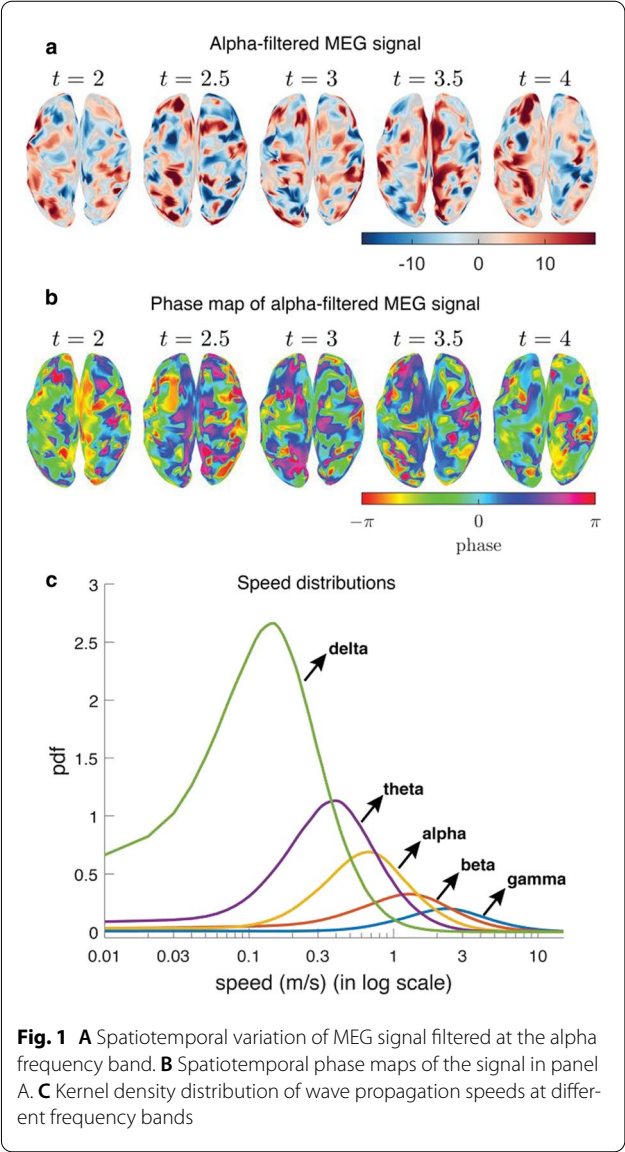 a
Alpha-filtered MEG signal
t = 2 t = 2.5 t = 3 t = 3.5 t = 4
-10 0 10
b
Phase map of alpha-filtered MEG signal
t = 2 t = 2.5 t = 3 t = 3.5 t = 4
−π 0 π
phase
c
Speed distributions
3
2.5
2
1.5
1
0.5
0
pdf
delta
theta
alpha
beta
gamma
0.01 0.03 0.1 0.3 1 3 10
speed (m/s) (in log scale)
Fig. 1 A Spatiotemporal variation of MEG signal filtered at the alpha
frequency band. B Spatiotemporal phase maps of the signal in panel
A. C Kernel density distribution of wave propagation speeds at differ-
ent frequency bands